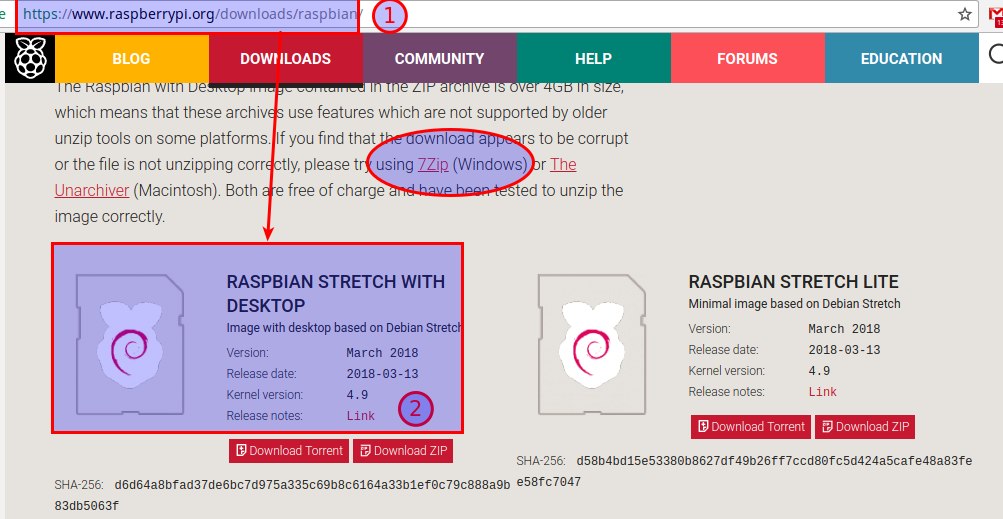 e https://www.raspberrypi.org/downloads/raspbian/ 1
13
BLOG DOWNLOADS COMMUNITY HELP FORUMS EDUCATION
The Raspbian with Desktop image contained in the ZIP archive is over 4GB in size,
which means that these archives use features which are not supported by older
unzip tools on some platforms. If you find that the download appears to be corrupt
or the file is not unzipping correctly, please try using 7Zip (Windows) or The
Unarchiver (Macintosh). Both are free of charge and have been tested to unzip the
image correctly.
RASPBIAN STRETCH WITH
DESKTOP
Image with desktop based on Debian Stretch
Version: March 2018
Release date: 2018-03-13
Kernel version: 4.9
Release notes: Link 2
Download Torrent Download ZIP
SHA-256: d6d64a8bfad37de6bc7d975a335c69b8c6164a33b1ef0c79c888a9b
83db5063f
RASPBIAN STRETCH LITE
Minimal image based on Debian Stretch
Version: March 2018
Release date: 2018-03-13
Kernel version: 4.9
Release notes: Link
Download Torrent Download ZIP
SHA-256: d58b4bd15e53380b8627df49b26ff7ccd80fc5d424a5cafe48a83fe
e58fc7047